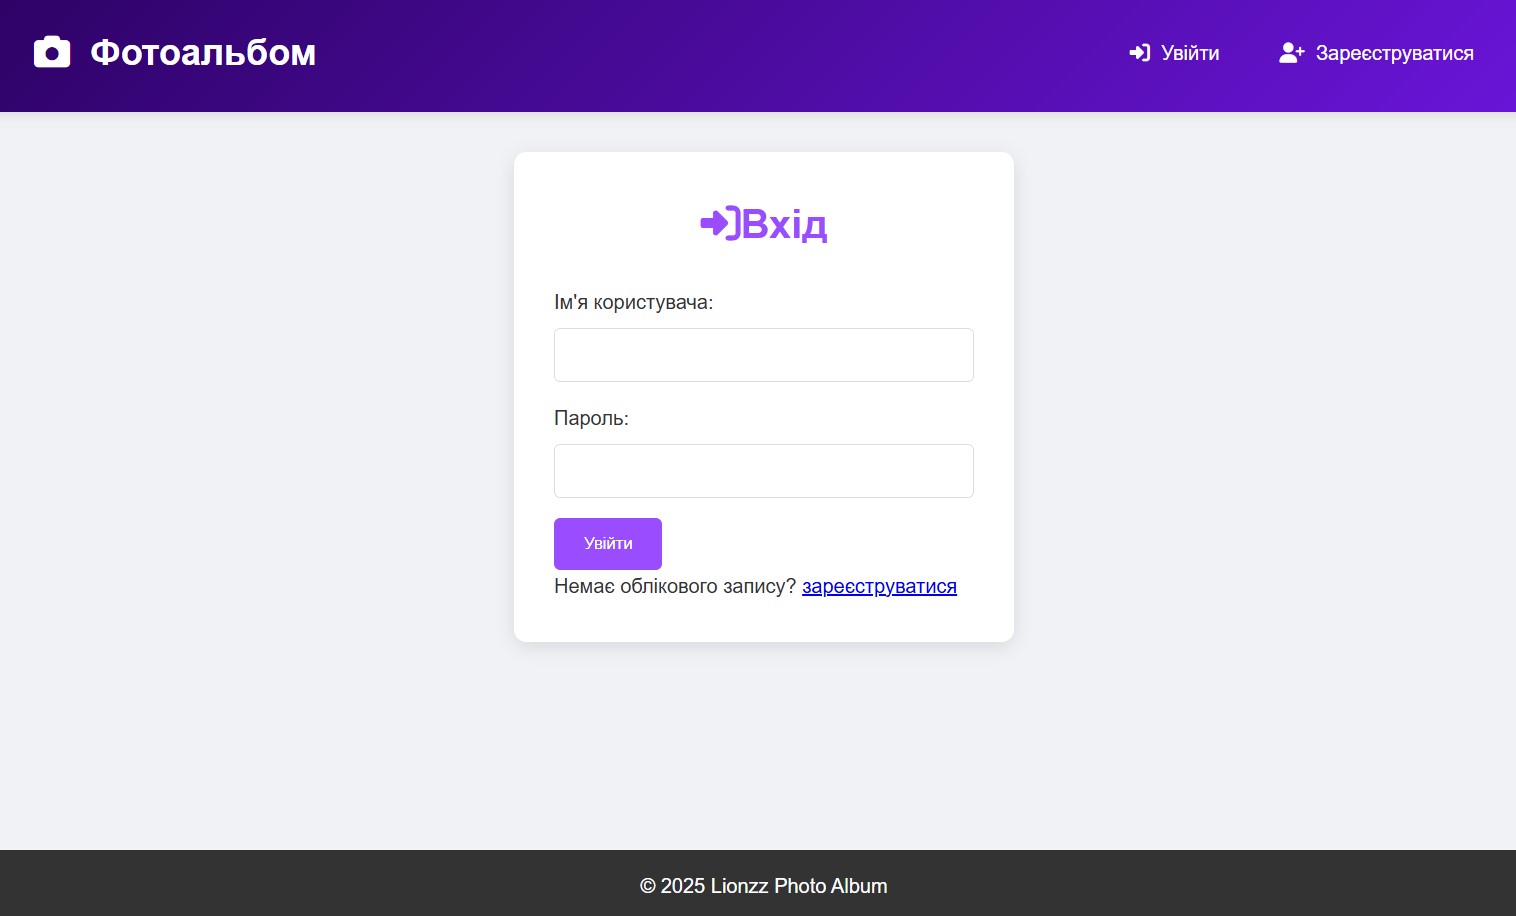 Фотоальбом
Увійти
Зареєструватися
Вхід
Ім'я користувача:
Пароль:
Увійти
Немає облікового запису? зареєструватися
© 2025 Lionzz Photo Album